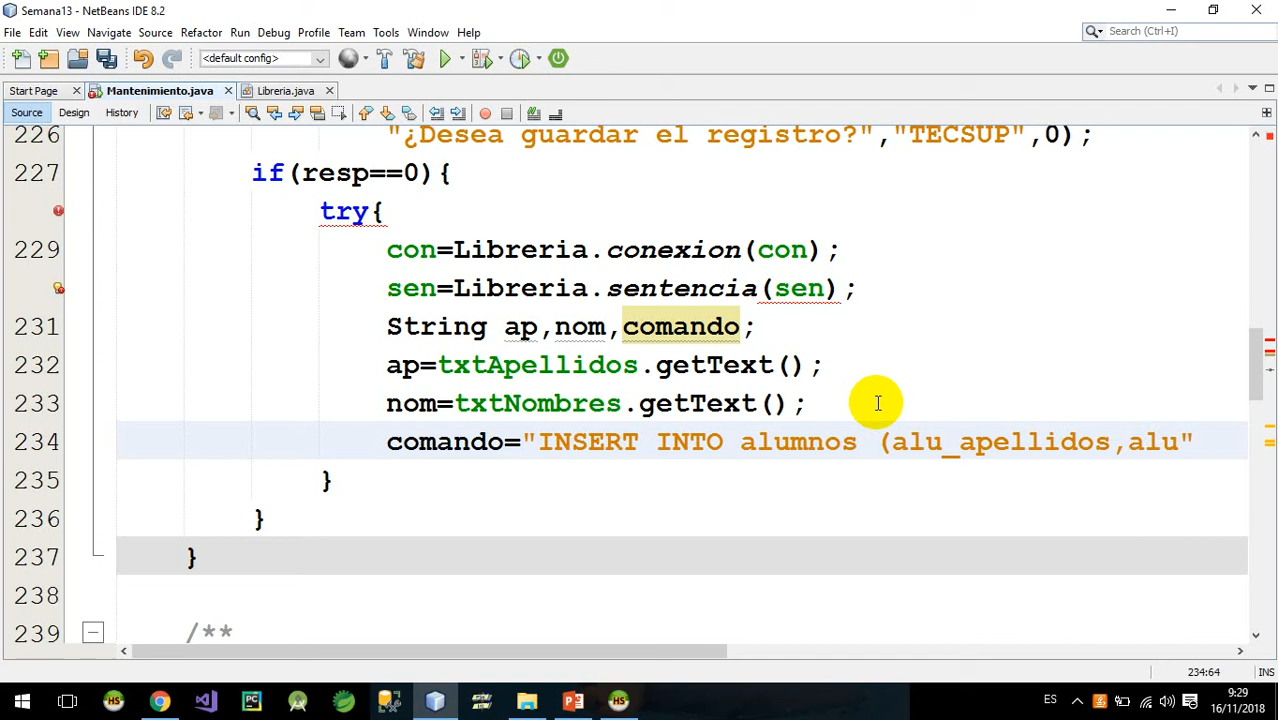 Semana13 - NetBeans IDE 8.2
File Edit View Navigate Source Refactor Run Debug Profile Team Tools Window Help
Search (Ctrl+I)
<default config>
Start Page Mantenimiento.java Libreria.java
Source Design History
226 "¿Desea guardar el registro?","TECSUP",0);
227 if(resp==0){
try{
229 con=Libreria.conexion(con);
sen=Libreria.sentencia(sen);
231 String ap,nom,comando;
232 ap=txtApellidos.getText();
233 nom=txtNombres.getText();
234 comando="INSERT INTO alumnos (alu_apellidos,alu"
235 }
236 }
237 }
238
239 /**
234:64 INS
ES 9:29
16/11/2018